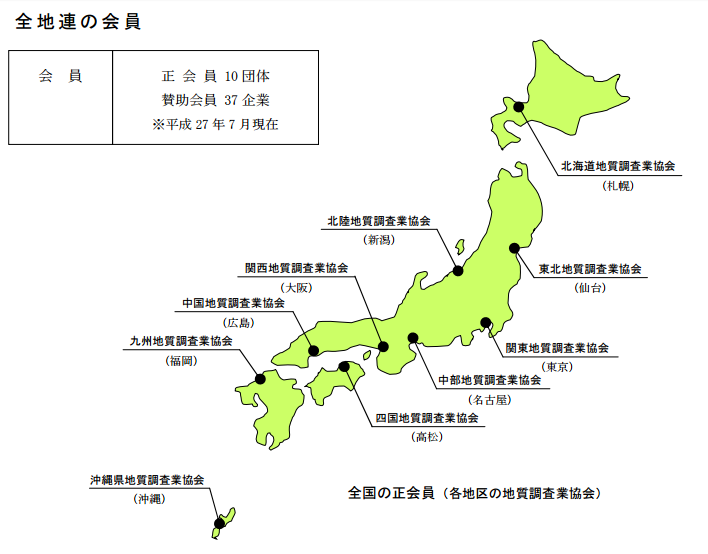 全地連の会員
会 員
正 会 員 10団体
賛助会員 37企業
※平成27年7月現在
北海道地質調査業協会
(札幌)
北陸地質調査業協会
(新潟)
関西地質調査業協会
(大阪)
東北地質調査業協会
(仙台)
中国地質調査業協会
(広島)
九州地質調査業協会
(福岡)
関東地質調査業協会
(東京)
中部地質調査業協会
(名古屋)
四国地質調査業協会
(高松)
沖縄県地質調査業協会
(沖縄)
全国の正会員(各地区の地質調査業協会)